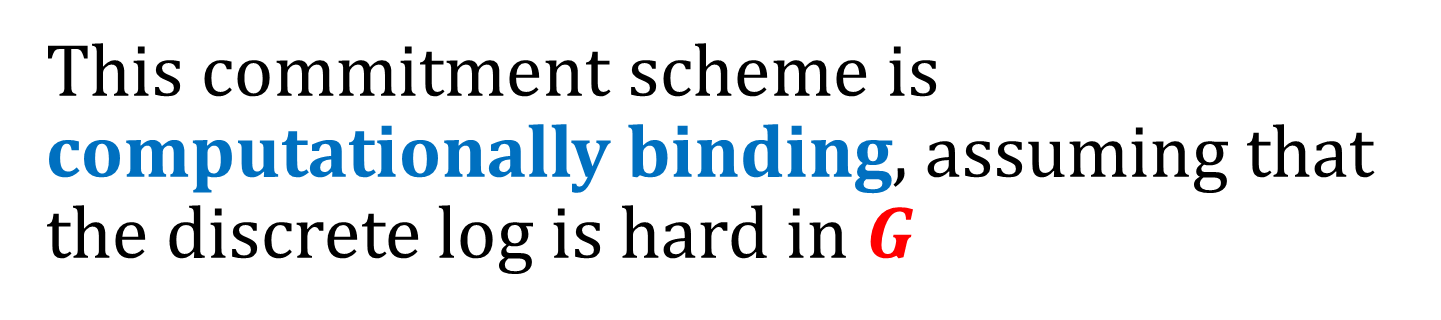 This commitment scheme is
computationally binding, assuming that
the discrete log is hard in G